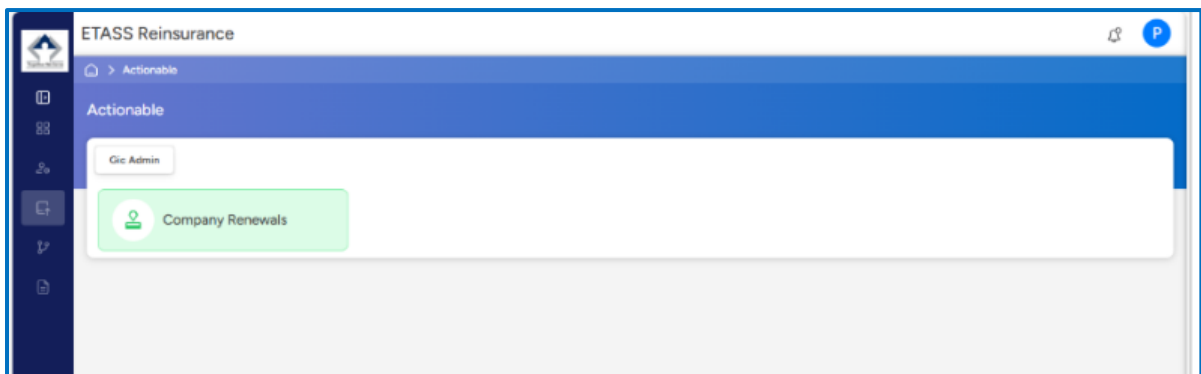 ETASS Reinsurance
P
> Actionable
Actionable
Gic Admin
Company Renewals